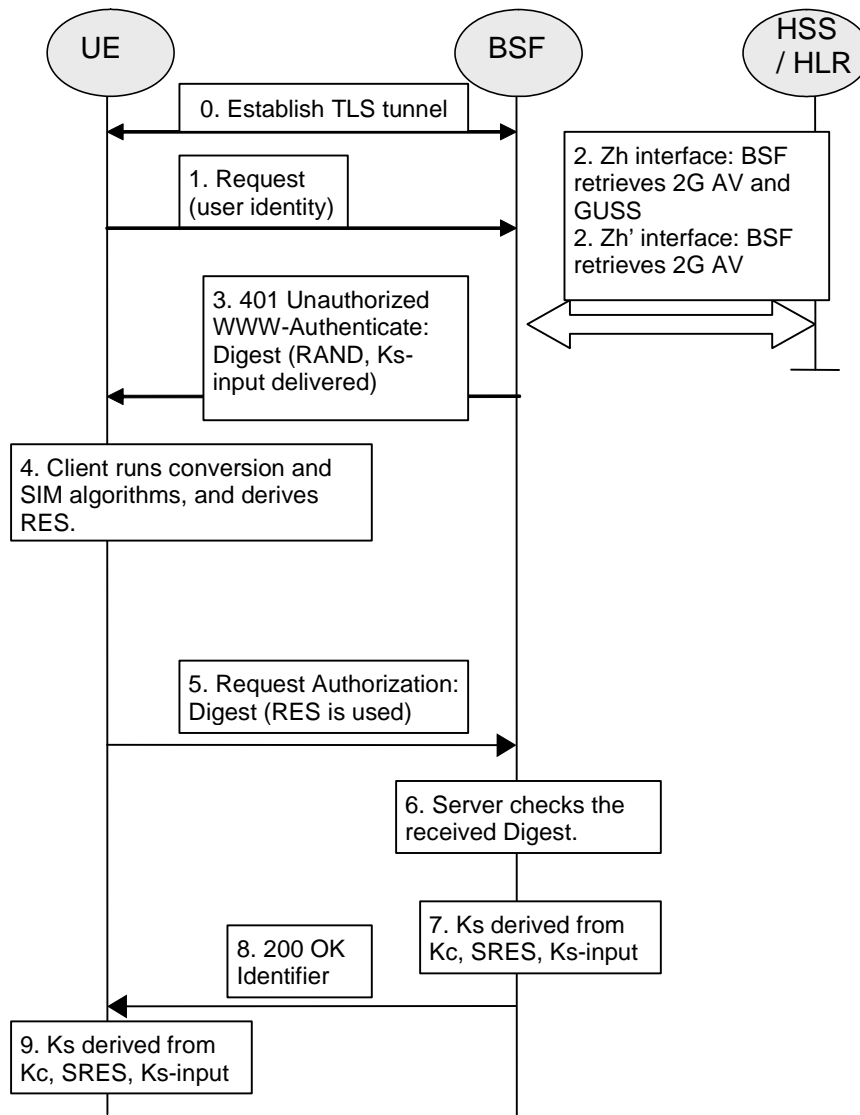 UE
BSF
HSS
/ HLR
0. Establish TLS tunnel
1. Request
(user identity)
2. Zh interface: BSF
retrieves 2G AV and
GUSS
2. Zh’ interface: BSF
retrieves 2G AV
3. 401 Unauthorized
WWW-Authenticate:
Digest (RAND, Ks-
input delivered)
4. Client runs conversion and
SIM algorithms, and derives
RES.
5. Request Authorization:
Digest (RES is used)
6. Server checks the
received Digest.
7. Ks derived from
Kc, SRES, Ks-input
8. 200 OK
Identifier
9. Ks derived from
Kc, SRES, Ks-input